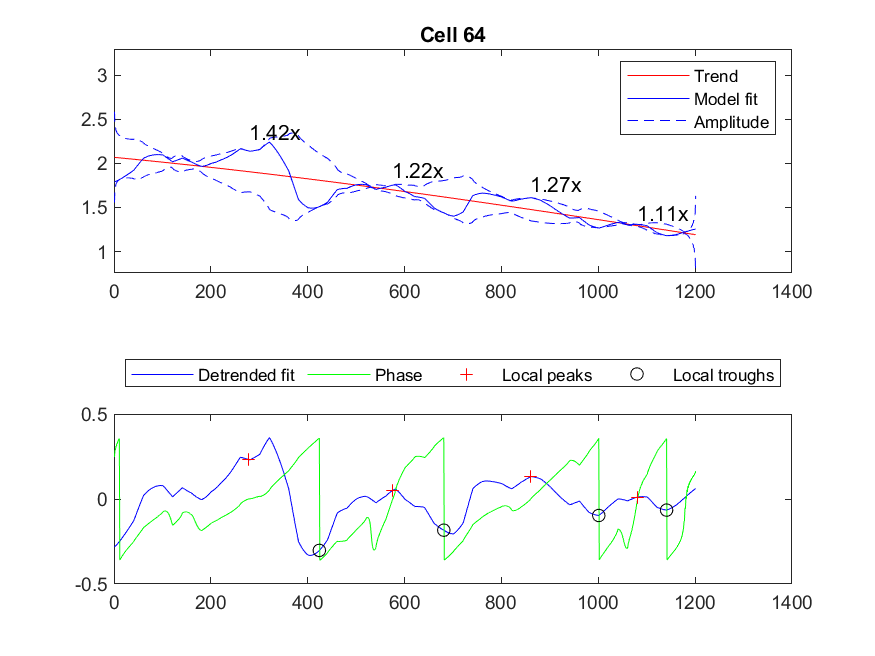 Cell 64
3
2.5
2
1.5
1
Trend
Model fit
Amplitude
1.42x
1.22x
1.27x
1.11x
0 200 400 600 800 1000 1200 1400
Detrended fit Phase Local peaks Local troughs
0.5
0
-0.5
0 200 400 600 800 1000 1200 1400